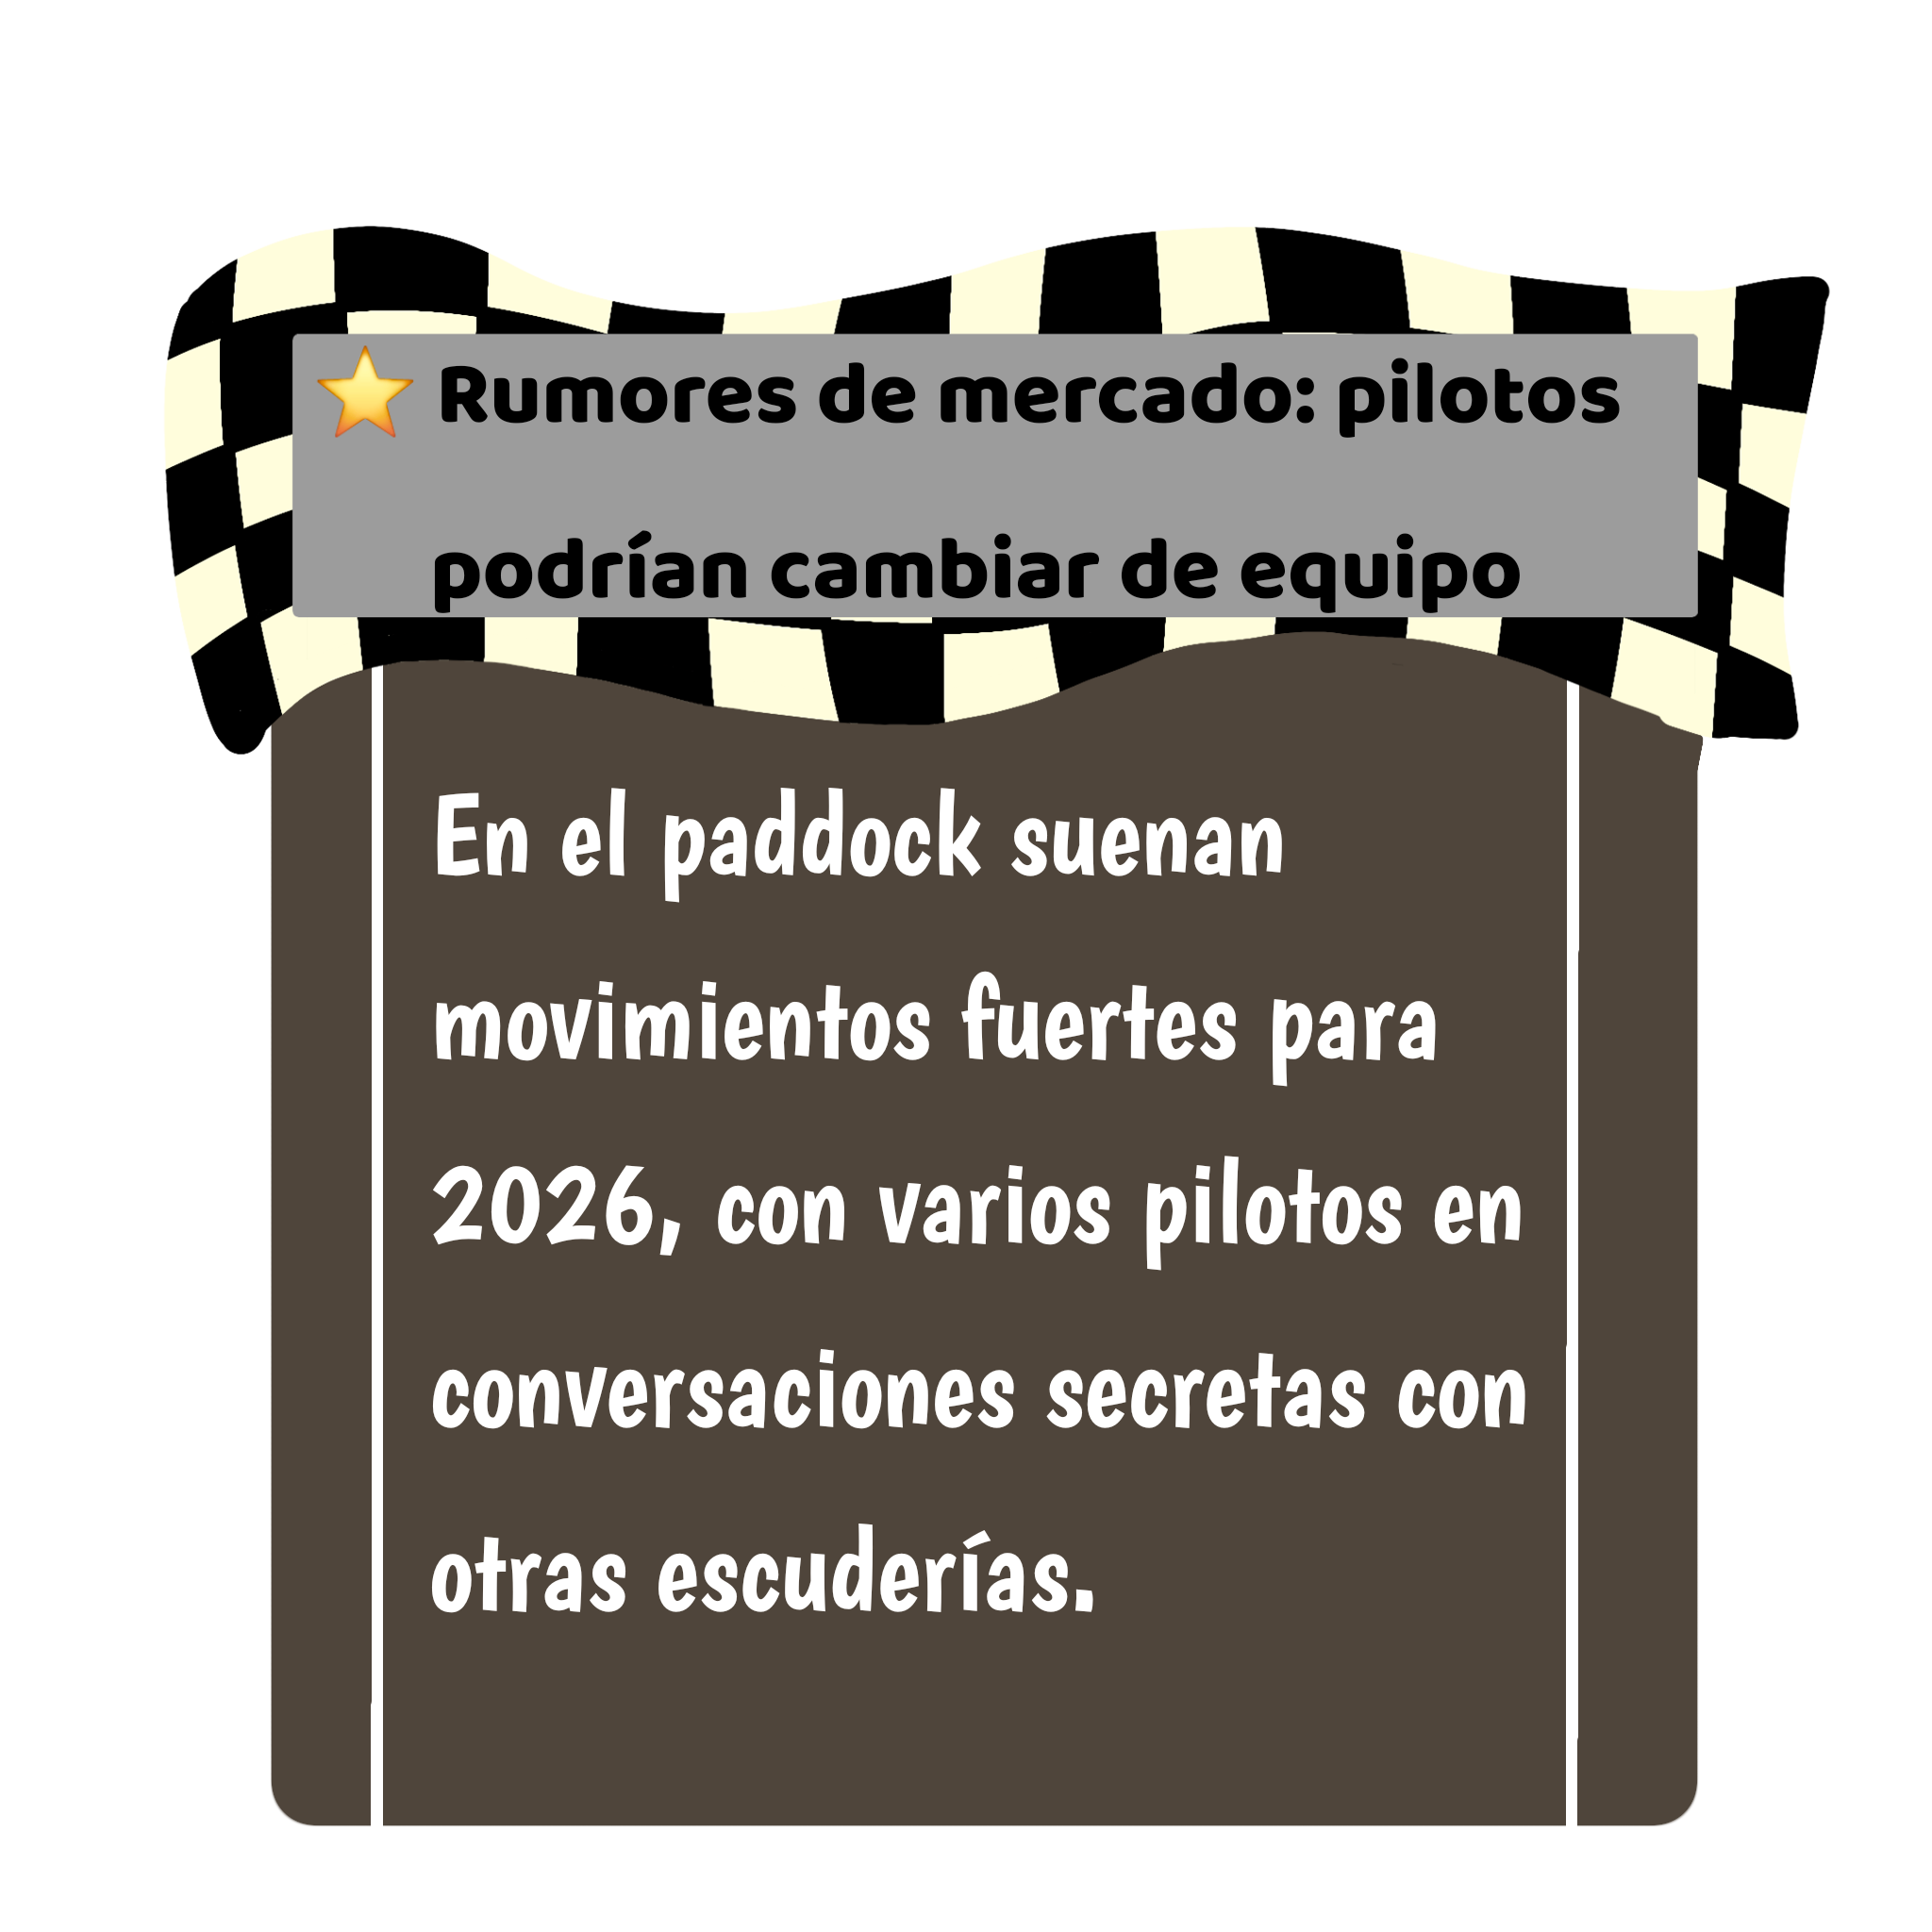 ⭐ Rumores de mercado: pilotos
podrían cambiar de equipo
En el paddock suenan
movimientos fuertes para
2026, con varios pilotos en
conversaciones secretas con
otras escuderías.